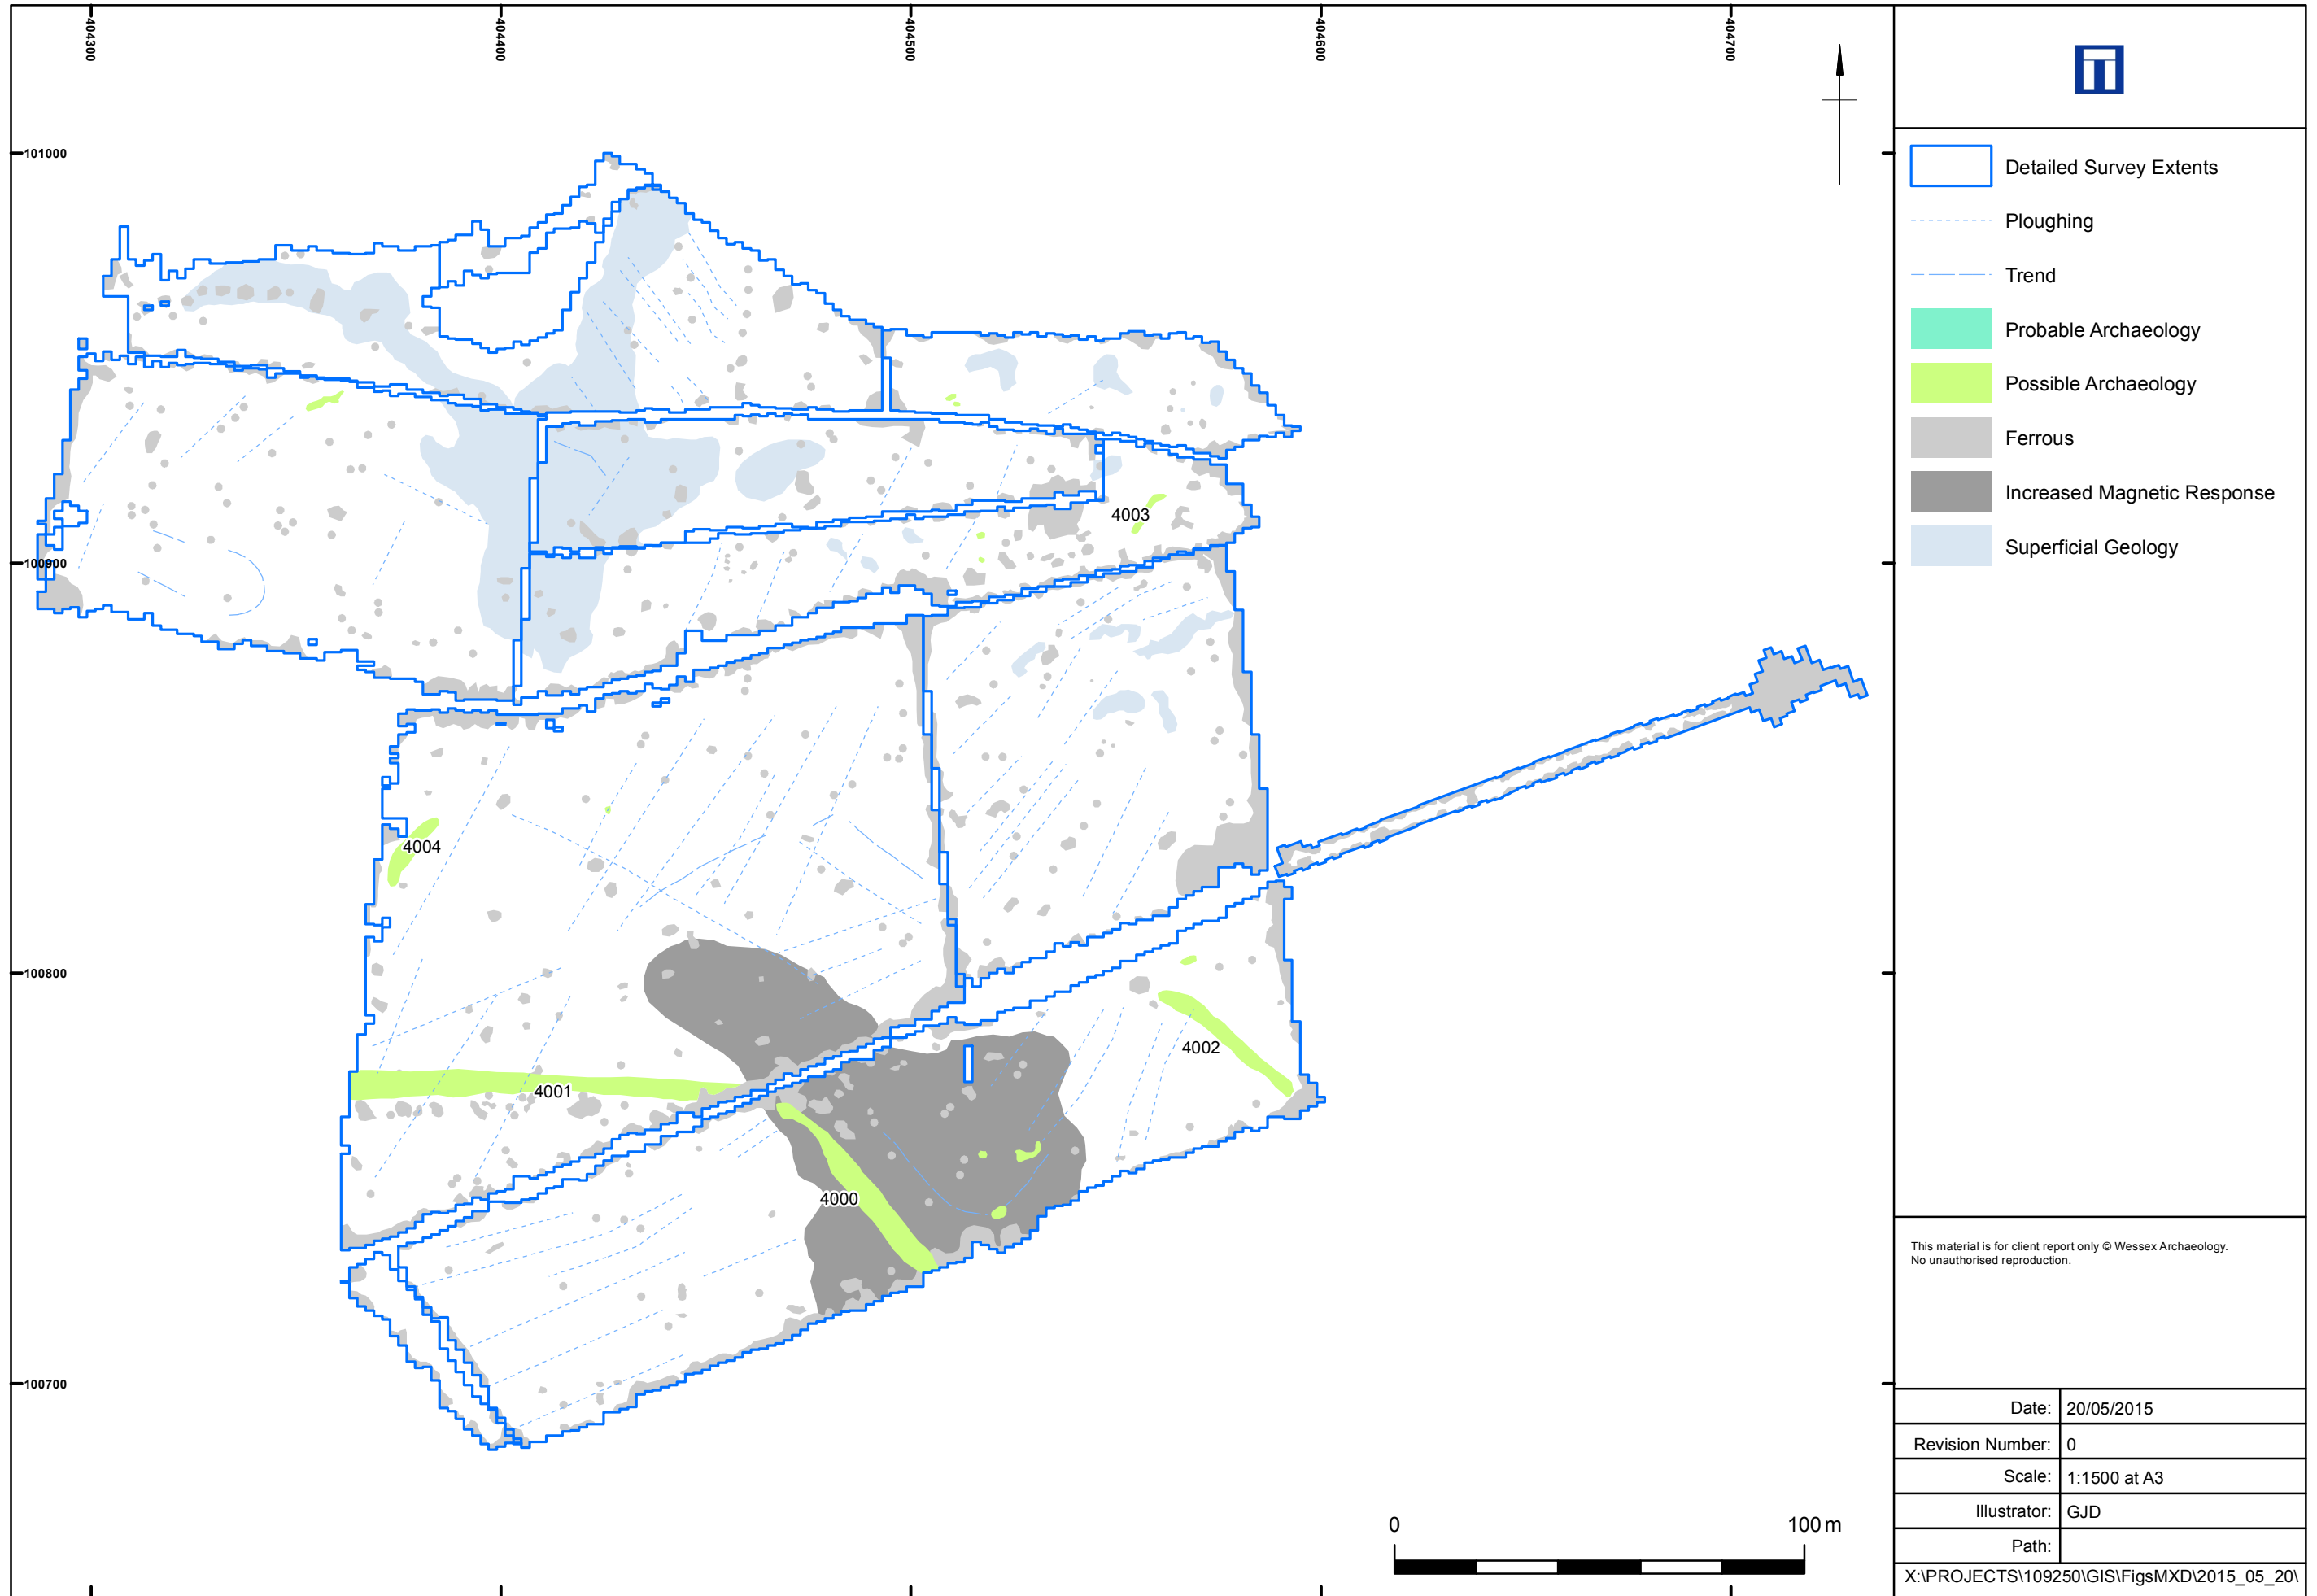 404300
404400
404500
404600
404700
101000
100900
100800
100700
4003
4004
4002
4001
4000
0 100 m
Detailed Survey Extents
Ploughing
Trend
Probable Archaeology
Possible Archaeology
Ferrous
Increased Magnetic Response
Superficial Geology
This material is for client report only © Wessex Archaeology.
No unauthorised reproduction.
Date: 20/05/2015
Revision Number: 0
Scale: 1:1500 at A3
Illustrator: GJD
Path:
X:\PROJECTS\109250\GIS\FigsMXD\2015_05_20\